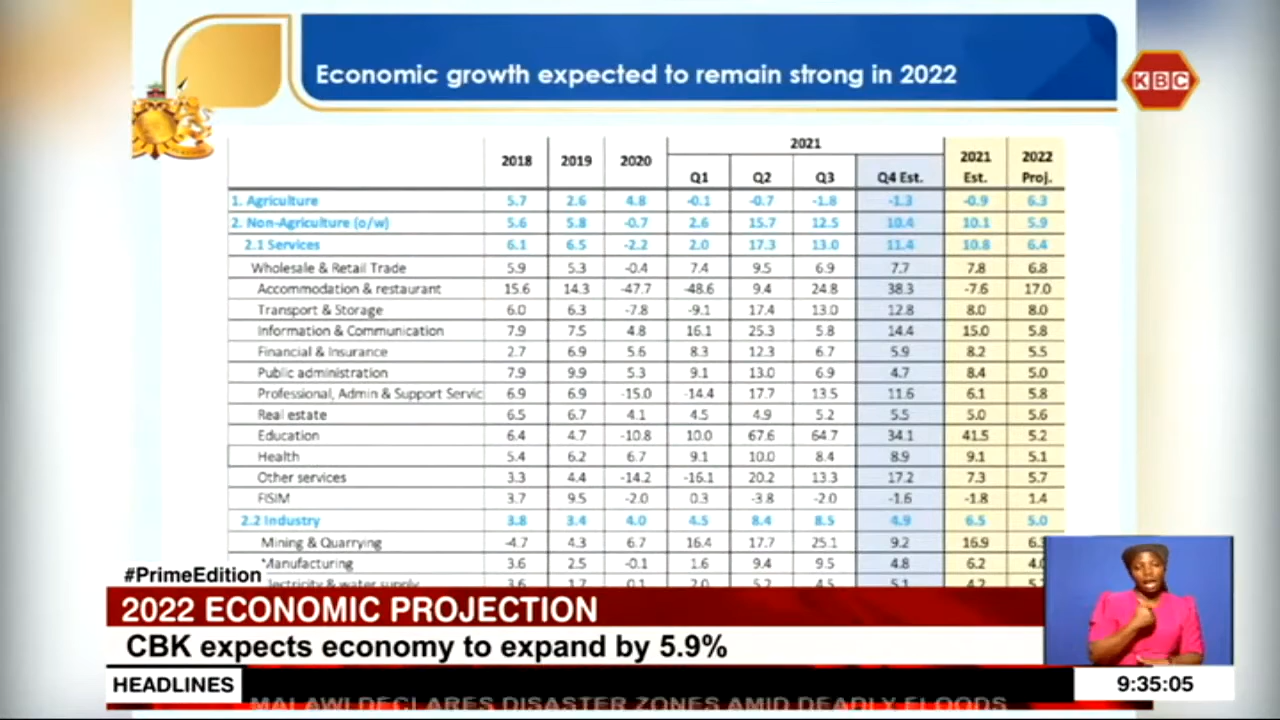 Economic growth expected to remain strong in 2022
KBC
2021
2018 2019 2020 2021 2022
Q1 Q2 Q3 Q4 Est. Est. Proj.
1. Agriculture 5.7 2.6 4.8 -0.1 -0.7 -1.8 -1.3 -0.9 6.3
2. Non-Agriculture (o/w) 5.6 5.8 -0.7 2.6 15.7 12.5 10.4 10.1 5.9
2.1 Services 6.1 6.5 -2.2 2.0 17.3 13.0 11.4 10.8 6.4
Wholesale & Retail Trade 5.9 5.3 -0.4 7.4 9.5 6.9 7.7 7.8 6.8
Accommodation & restaurant 15.6 14.3 -47.7 -48.6 9.4 24.8 38.3 -7.6 17.0
Transport & Storage 6.0 6.3 -7.8 -9.1 17.4 13.0 12.8 8.0 8.0
Information & Communication 7.9 7.5 4.8 16.1 25.3 5.8 14.4 15.0 5.8
Financial & Insurance 2.7 6.9 5.6 8.3 12.3 6.7 5.9 8.2 5.5
Public administration 7.9 9.9 5.3 9.1 13.0 6.9 4.7 8.4 5.0
Professional, Admin & Support Servic 6.9 6.9 -15.0 -14.4 17.7 13.5 11.6 6.1 5.8
Real estate 6.5 6.7 4.1 4.5 4.9 5.2 5.5 5.0 5.6
Education 6.4 4.7 -10.8 10.0 67.6 64.7 34.1 41.5 5.2
Health 5.4 6.2 6.7 9.1 10.0 8.4 8.9 9.1 5.1
Other services 3.3 4.4 -14.2 -16.1 20.2 13.3 17.2 7.3 5.7
FISIM 3.7 9.5 -2.0 0.3 -3.8 -2.0 -1.6 -1.8 1.4
2.2 Industry 3.8 3.4 4.0 4.5 8.4 8.5 4.9 6.5 5.0
Mining & Quarrying -4.7 4.3 6.7 16.4 17.7 25.1 9.2 16.9
Manufacturing 3.6 2.5 -0.1 1.6 9.4 9.5 4.8 6.2 4.0
#PrimeEdition
2022 ECONOMIC PROJECTION
CBK expects economy to expand by 5.9%
HEADLINES
MALAWI DECLARES DISASTER ZONES AMID DEADLY FLOODS
9:35:05